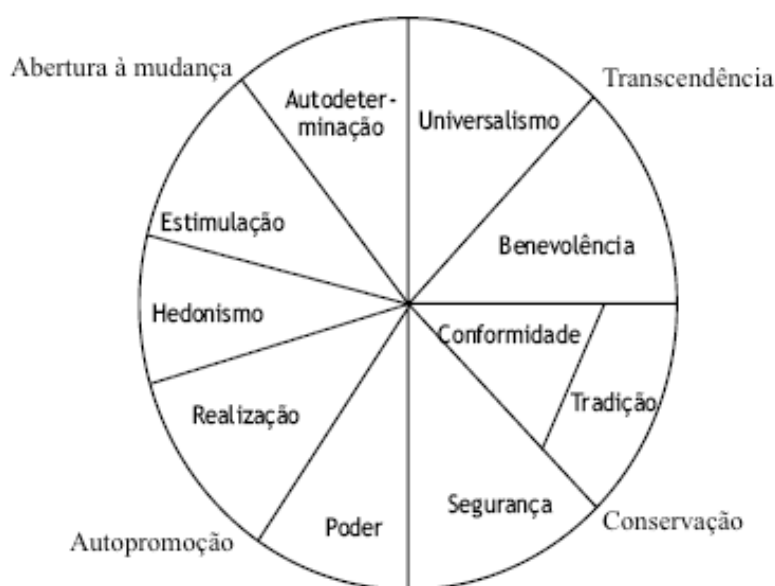 Abertura à mudança
Transcendência
Autodeter-
minação
Universalismo
Estimulação
Benevolência
Hedonismo
Conformidade
Realização
Tradição
Poder
Segurança
Autopromoção
Conservação